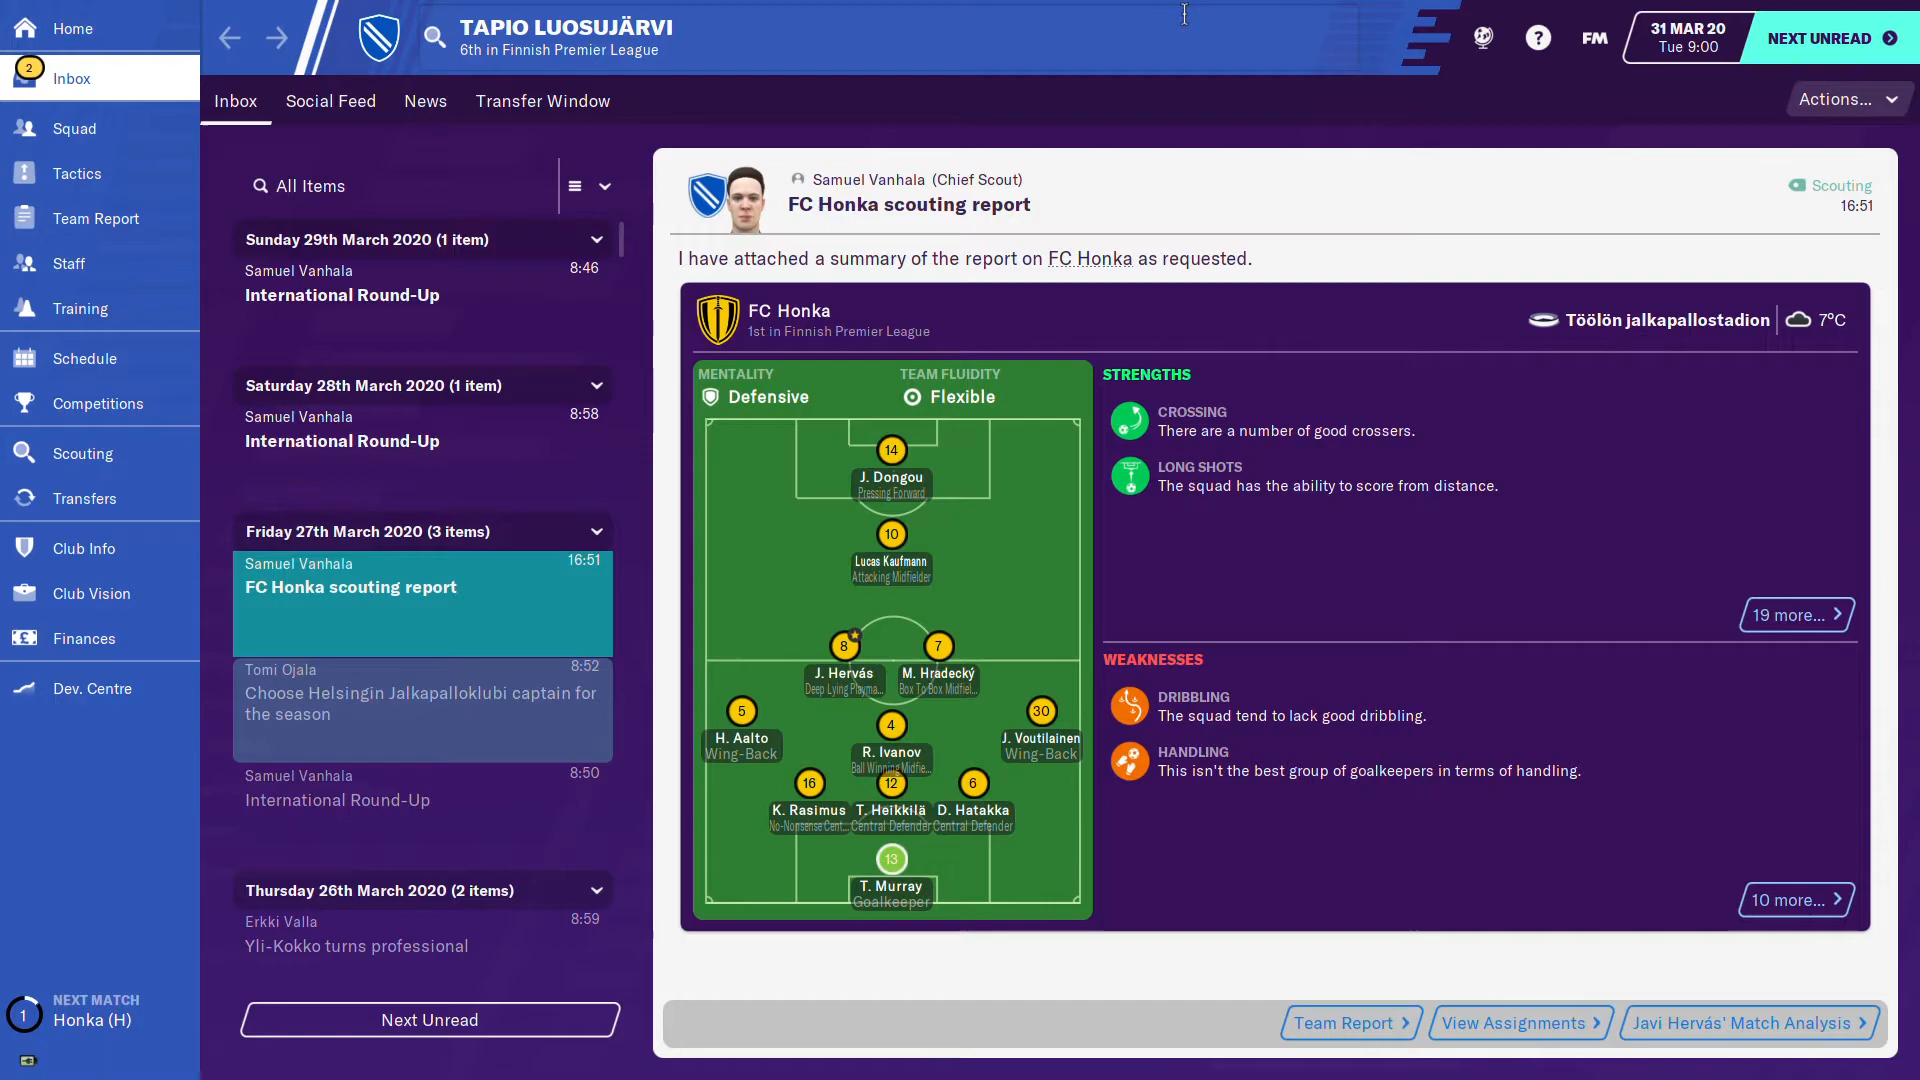 Home
2
Inbox
Squad
Tactics
Team Report
Staff
Training
Schedule
Competitions
Scouting
Transfers
Club Info
Club Vision
Finances
Dev. Centre
1
NEXT MATCH
Honka (H)
TAPIO LUOSUJÄRVI
6th in Finnish Premier League
?
FM
31 MAR 20
Tue 9:00
NEXT UNREAD
Inbox
Social Feed
News
Transfer Window
Actions...
All Items
Sunday 29th March 2020 (1 item)
Samuel Vanhala
8:46
International Round-Up
Saturday 28th March 2020 (1 item)
Samuel Vanhala
8:58
International Round-Up
Friday 27th March 2020 (3 items)
Samuel Vanhala
16:51
FC Honka scouting report
Tomi Ojala
8:52
Choose Helsingin Jalkapalloklubi captain for
the season
Samuel Vanhala
8:50
International Round-Up
Thursday 26th March 2020 (2 items)
Erkki Valla
8:59
Yli-Kokko turns professional
Next Unread
Samuel Vanhala (Chief Scout)
FC Honka scouting report
Scouting
16:51
I have attached a summary of the report on FC Honka as requested.
FC Honka
1st in Finnish Premier League
Töölön jalkapallostadion
7°C
MENTALITY
Defensive
TEAM FLUIDITY
Flexible
14
J. Dongou
Pressing Forward
10
Lucas Kaufmann
Attacking Midfielder
8
J. Hervás
Deep Lying Playma...
7
M. Hradecký
Box To Box Midfiel...
5
H. Aalto
Wing-Back
4
R. Ivanov
Ball Winning Midfie...
30
J. Voutilainen
Wing-Back
16
K. Rasimus
No-Nonsense Cent...
12
T. Heikkilä
Central Defender
6
D. Hatakka
Central Defender
13
T. Murray
Goalkeeper
STRENGTHS
CROSSING
There are a number of good crossers.
LONG SHOTS
The squad has the ability to score from distance.
19 more...
WEAKNESSES
DRIBBLING
The squad tend to lack good dribbling.
HANDLING
This isn't the best group of goalkeepers in terms of handling.
10 more...
Team Report
View Assignments
Javi Hervás' Match Analysis